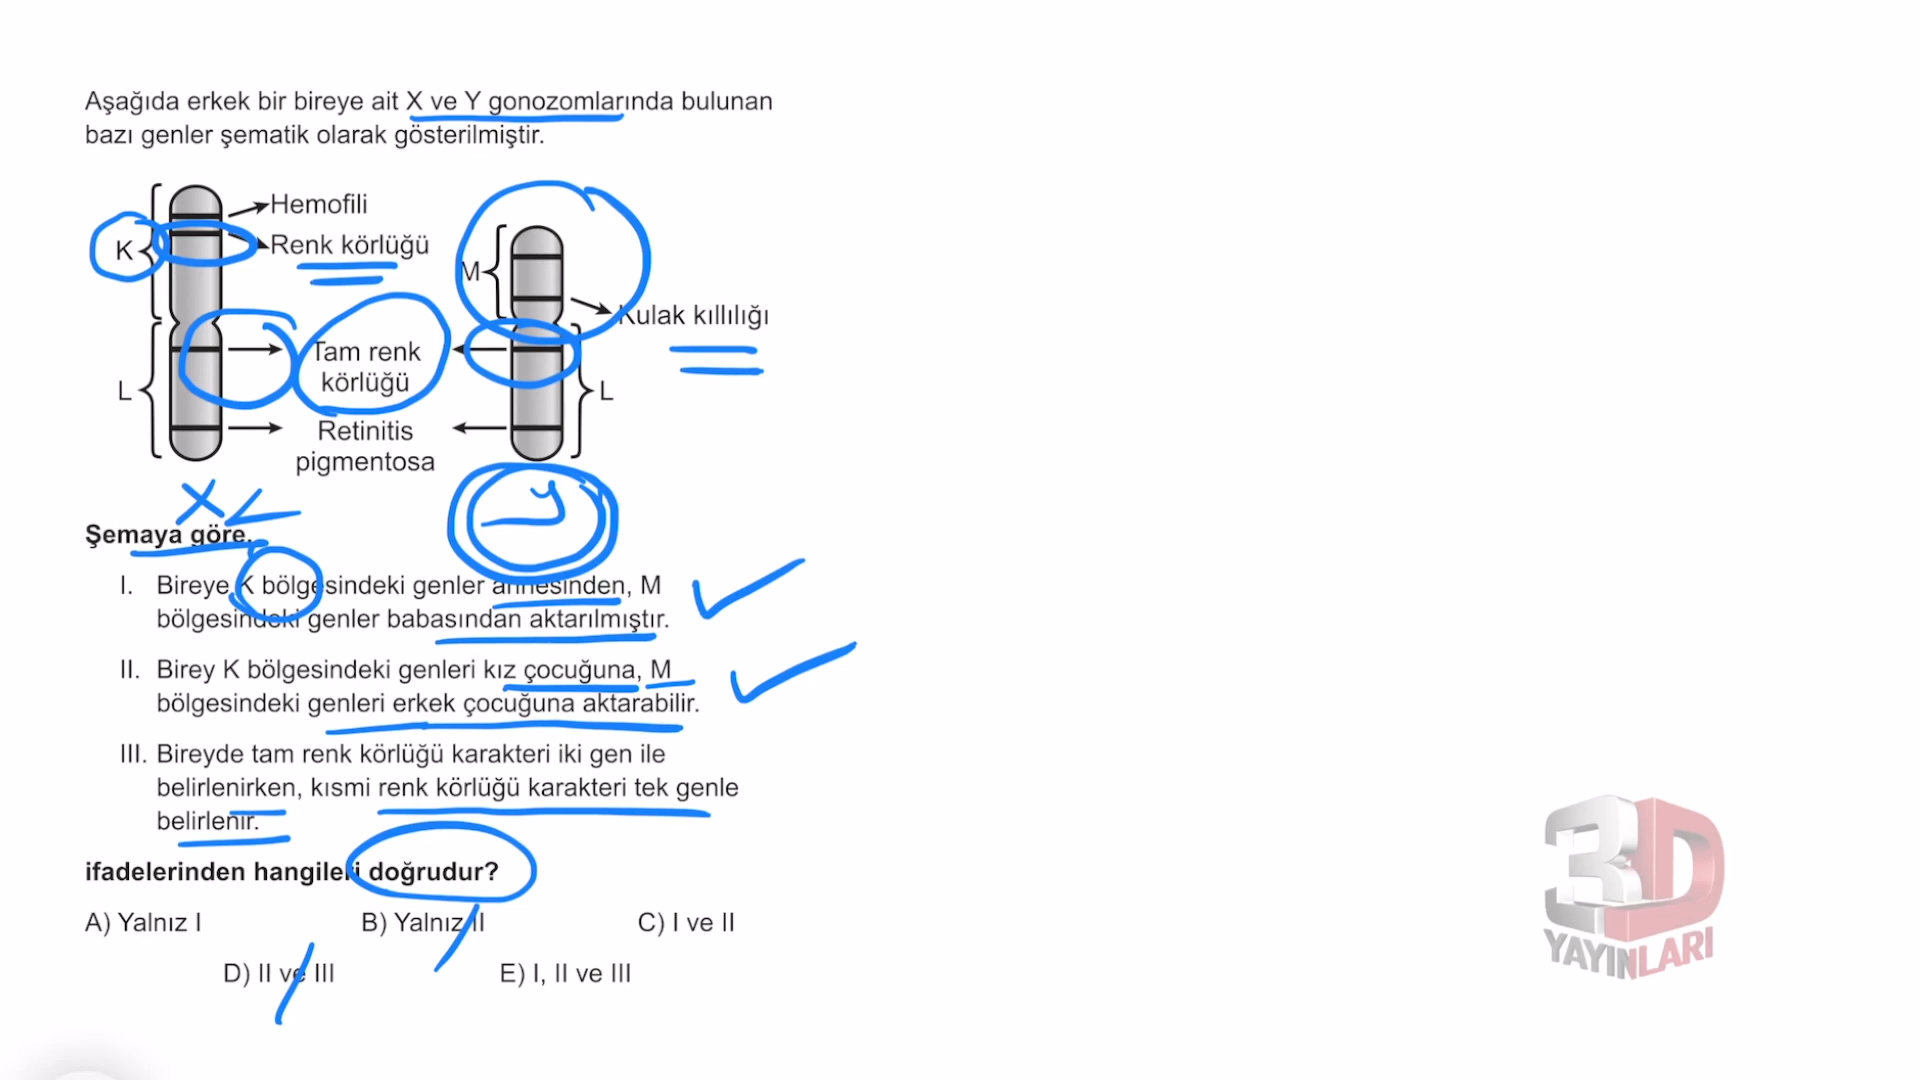 Aşağıda erkek bir bireye ait X ve Y gonozomlarında bulunan
bazı genler şematik olarak gösterilmiştir.
Hemofili
K
Renk körlüğü
M
Kulak kıllılığı
Tam renk
körlüğü
L
L
Retinitis
pigmentosa
X
Y
Şemaya göre,
I. Bireye K bölgesindeki genler annesinden, M
bölgesindeki genler babasından aktarılmıştır.
II. Birey K bölgesindeki genleri kız çocuğuna, M
bölgesindeki genleri erkek çocuğuna aktarabilir.
III. Bireyde tam renk körlüğü karakteri iki gen ile
belirlenirken, kısmi renk körlüğü karakteri tek genle
belirlenir.
ifadelerinden hangileri doğrudur?
A) Yalnız I B) Yalnız II C) I ve II
D) II ve III E) I, II ve III
3D
YAYINLARI